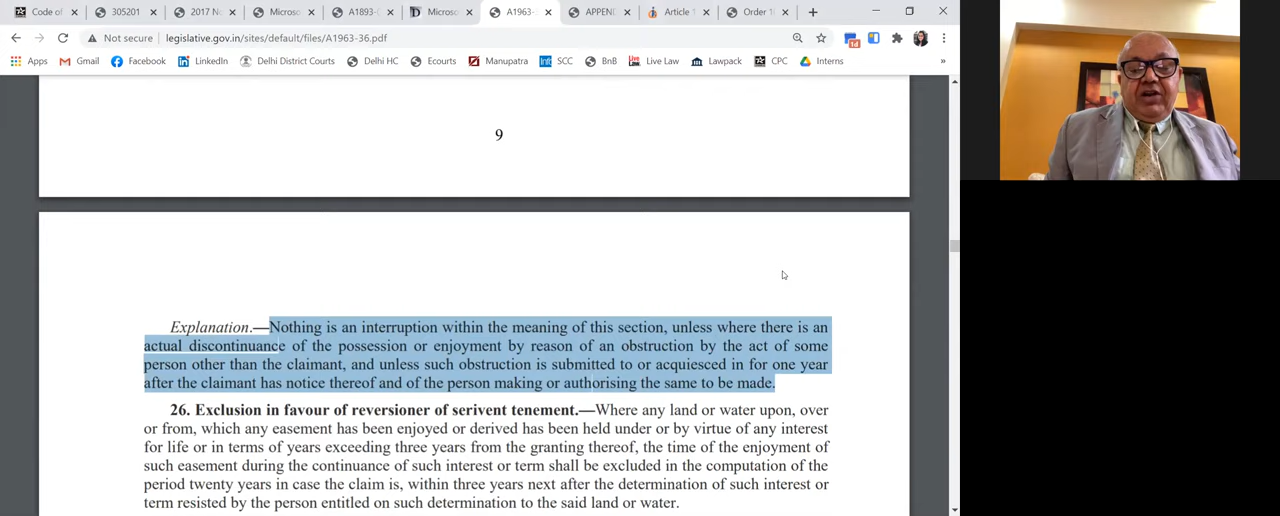 Code of
305201
2017 N
Microso
A1893-
Microso
A1963-
APPEN
Article 1
Order 1
Not secure
legislative.gov.in/sites/default/files/A1963-36.pdf
Apps
Gmail
Facebook
LinkedIn
Delhi District Courts
Delhi HC
Ecourts
Manupatra
SCC
BnB
Live Law
Lawpack
CPC
Interns
»
9
Explanation.—Nothing is an interruption within the meaning of this section, unless where there is an
actual discontinuance of the possession or enjoyment by reason of an obstruction by the act of some
person other than the claimant, and unless such obstruction is submitted to or acquiesced in for one year
after the claimant has notice thereof and of the person making or authorising the same to be made.
26. Exclusion in favour of reversioner of serivent tenement.—Where any land or water upon, over
or from, which any easement has been enjoyed or derived has been held under or by virtue of any interest
for life or in terms of years exceeding three years from the granting thereof, the time of the enjoyment of
such easement during the continuance of such interest or term shall be excluded in the computation of the
period twenty years in case the claim is, within three years next after the determination of such interest or
term resisted by the person entitled on such determination to the said land or water.